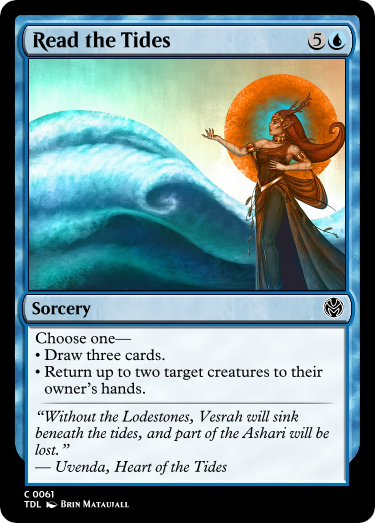 Read the Tides 5
Sorcery
Choose one—
• Draw three cards.
• Return up to two target creatures to their
owner's hands.
"Without the Lodestones, Vesrah will sink
beneath the tides, and part of the Ashari will be
lost."
— Uvenda, Heart of the Tides
C 0061
TDL Brin Mataujall